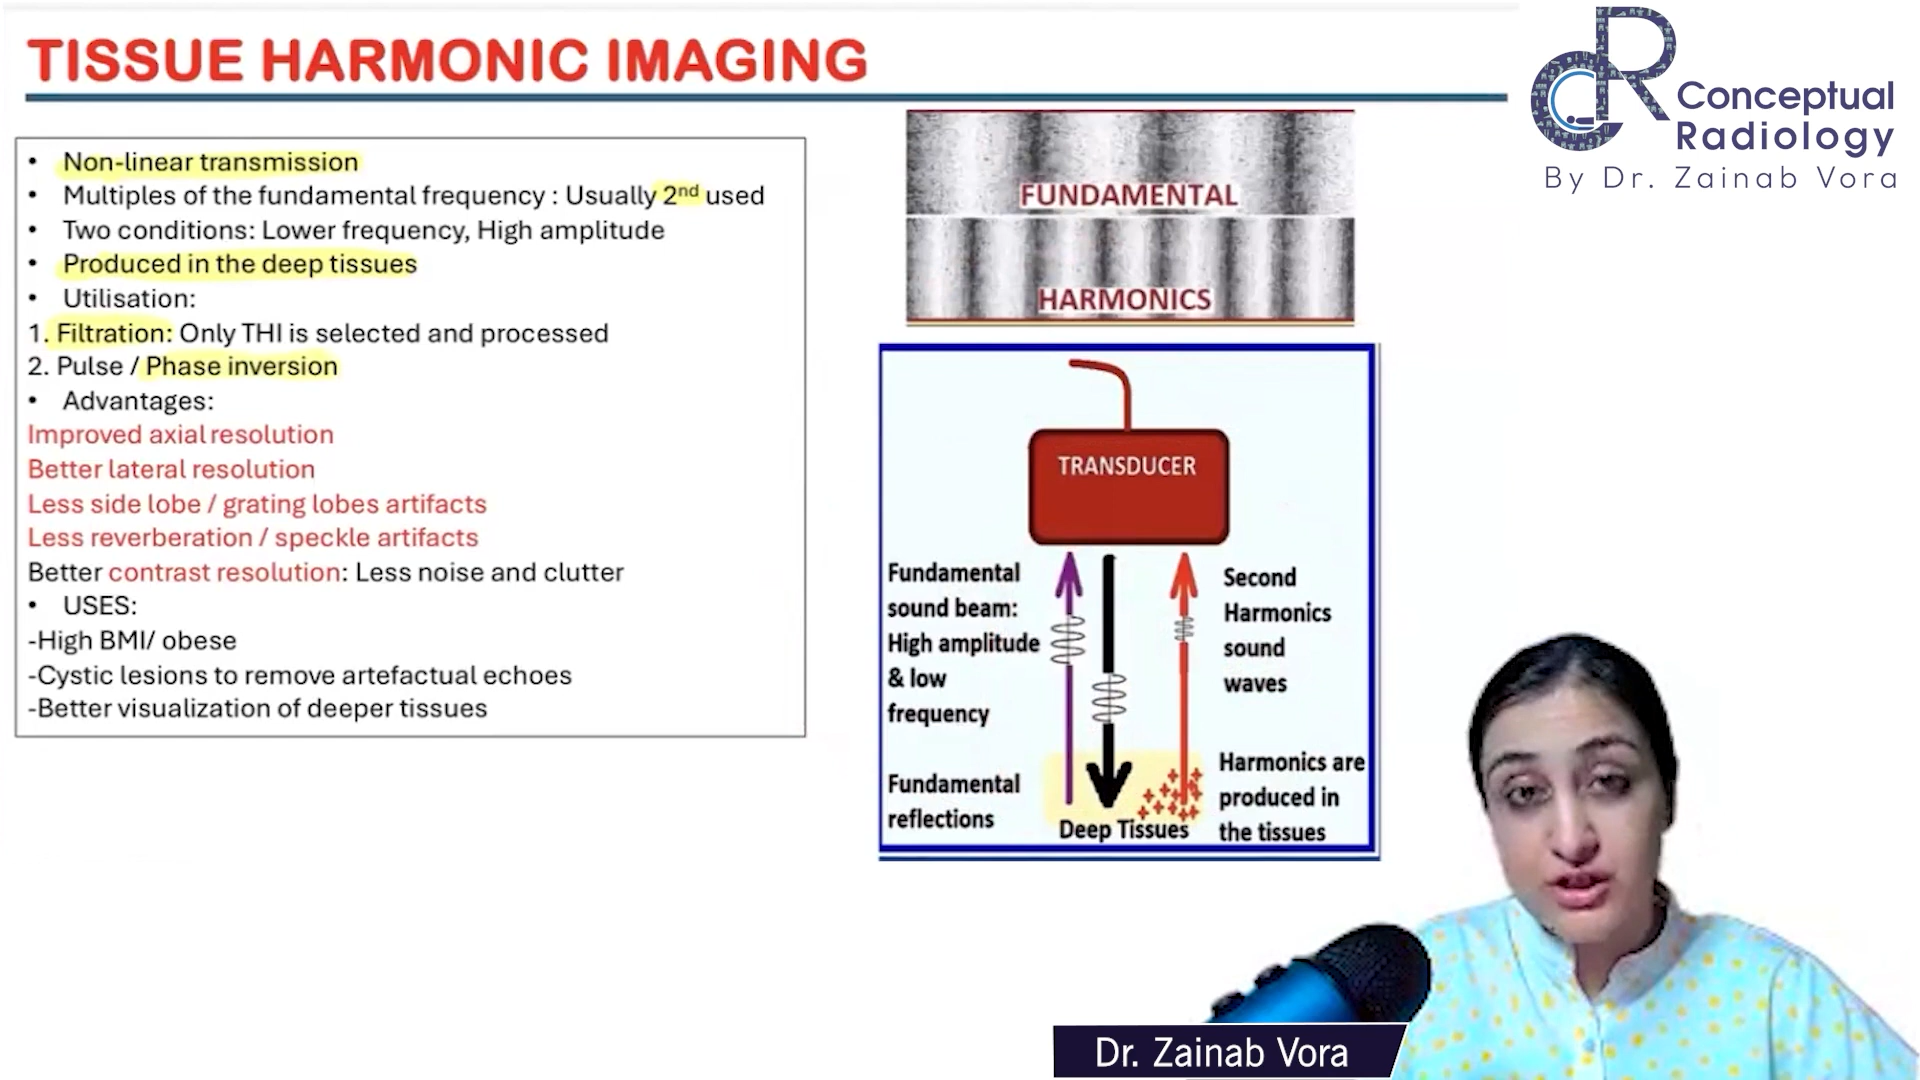 TISSUE HARMONIC IMAGING
CR
Conceptual
Radiology
By Dr. Zainab Vora
• Non-linear transmission
• Multiples of the fundamental frequency : Usually 2nd used
• Two conditions: Lower frequency, High amplitude
• Produced in the deep tissues
• Utilisation:
1. Filtration: Only THI is selected and processed
2. Pulse / Phase inversion
• Advantages:
Improved axial resolution
Better lateral resolution
Less side lobe / grating lobes artifacts
Less reverberation / speckle artifacts
Better contrast resolution: Less noise and clutter
• USES:
-High BMI/ obese
-Cystic lesions to remove artefactual echoes
-Better visualization of deeper tissues
FUNDAMENTAL
HARMONICS
TRANSDUCER
Fundamental
sound beam:
High amplitude
& low
frequency
Second
Harmonics
sound
waves
Fundamental
reflections
Deep Tissues
Harmonics are
produced in
the tissues
Dr. Zainab Vora